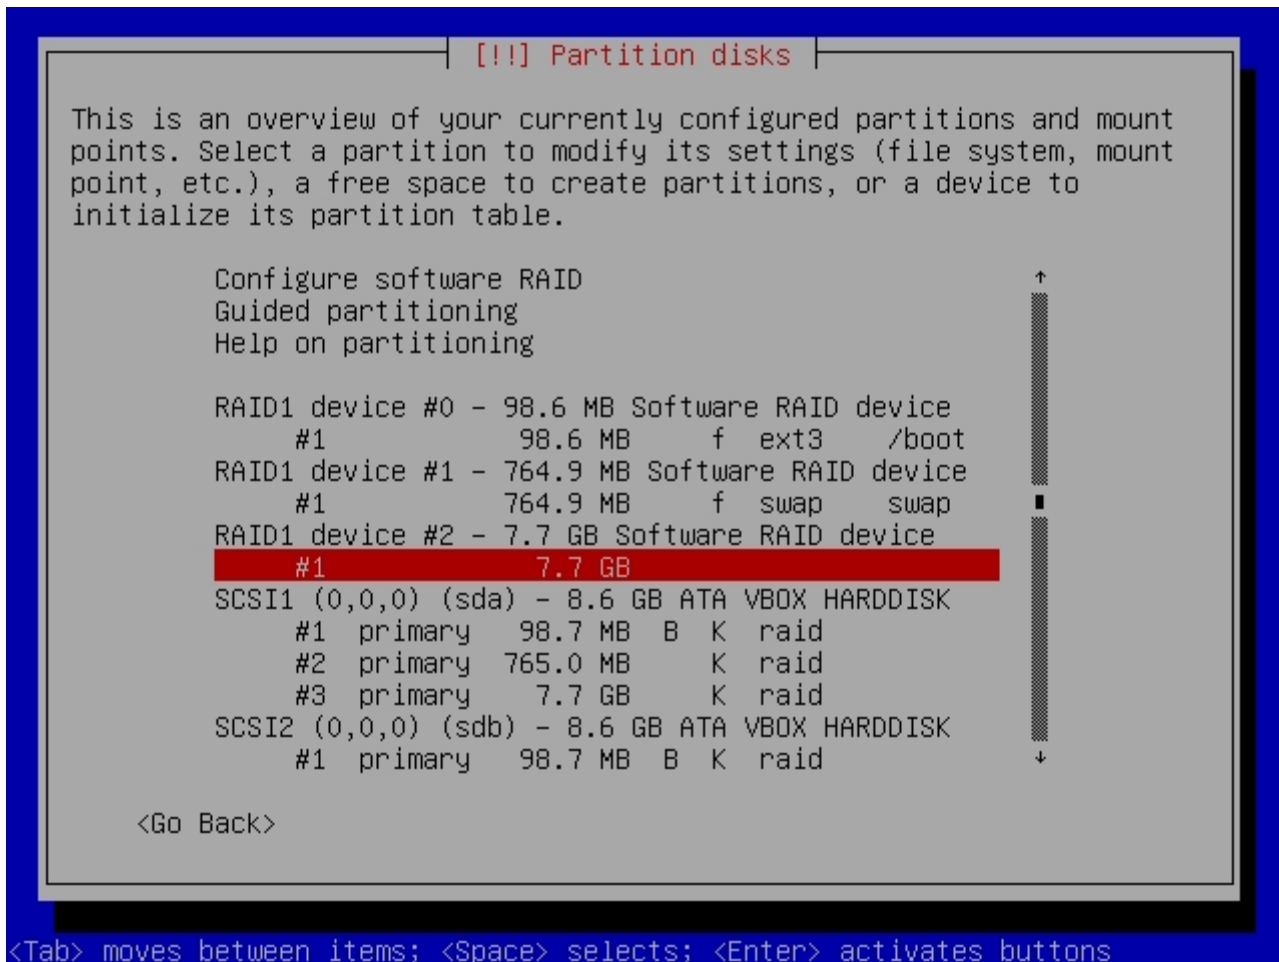 [!!] Partition disks
This is an overview of your currently configured partitions and mount
points. Select a partition to modify its settings (file system, mount
point, etc.), a free space to create partitions, or a device to
initialize its partition table.
Configure software RAID
Guided partitioning
Help on partitioning
RAID1 device #0 - 98.6 MB Software RAID device
#1 98.6 MB f ext3 /boot
RAID1 device #1 - 764.9 MB Software RAID device
#1 764.9 MB f swap swap
RAID1 device #2 - 7.7 GB Software RAID device
#1 7.7 GB
SCSI1 (0,0,0) (sda) - 8.6 GB ATA VBOX HARDDISK
#1 primary 98.7 MB B K raid
#2 primary 765.0 MB K raid
#3 primary 7.7 GB K raid
SCSI2 (0,0,0) (sdb) - 8.6 GB ATA VBOX HARDDISK
#1 primary 98.7 MB B K raid
<Go Back>
<Tab> moves between items; <Space> selects; <Enter> activates buttons